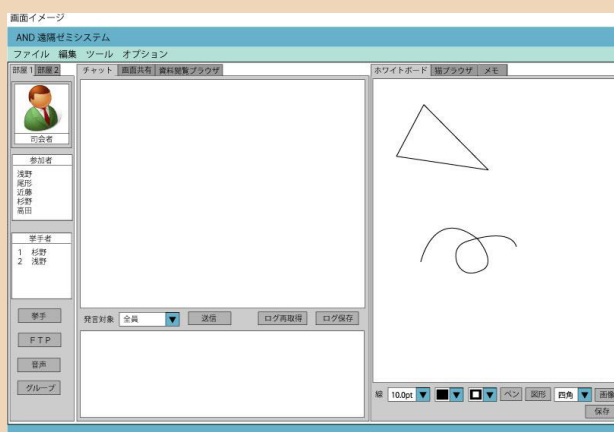 画面イメージ
AND 遠隔ゼミシステム
ファイル 編集 ツール オプション
部屋1 部屋2
チャット 画面共有 資料閲覧ブラウザ
ホワイトボード 猫ブラウザ メモ
司会者
参加者
浅野
尾形
近藤
杉野
高田
挙手者
1 杉野
2 浅野
挙手
FTP
音声
グループ
発言対象 全員 送信 ログ再取得 ログ保存
線 10.0pt ペン 図形 四角 画像
保存